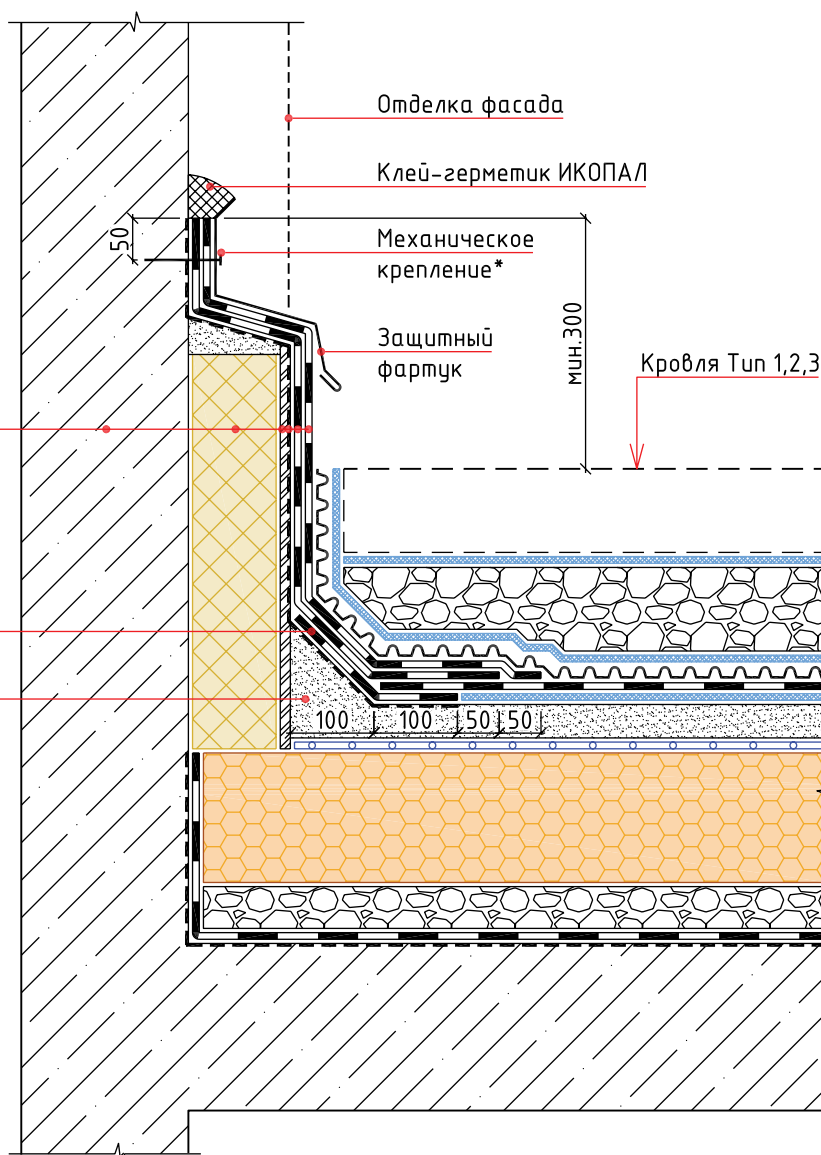 Отделка фасада
Клей-герметик ИКОПАЛ
50
Механическое
крепление*
мин.300
Защитный
фартук
Кровля Тип 1,2,3
100
100
50
50